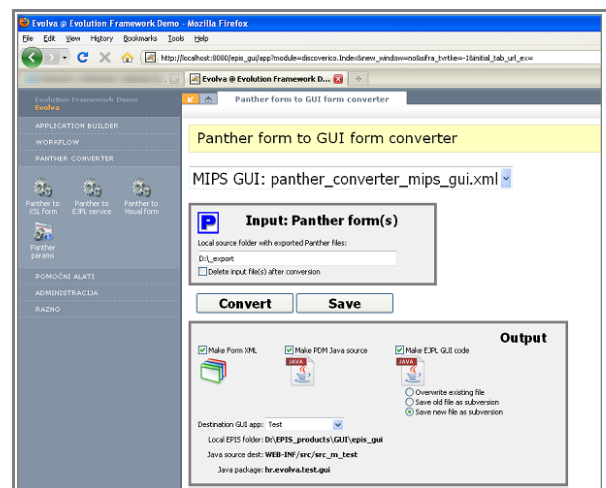 Evolva @ Evolution Framework Demo - Mozilla Firefox
File Edit View History Bookmarks Tools Help
http://localhost:8000/epis_gui/app?module=discoverico.Index&new_window=no&sifra_tvrtke=-1&initial_tab_url_ex=
Evolva @ Evolution Framework D...
Evolution Framework Demo
Evolva
Panther form to GUI form converter
APPLICATION BUILDER
WORKFLOW
PANTHER CONVERTER
Panther to XSL form
Panther to EJPL service
Panther to Visual form
Panther params
POMOĆNI ALATI
ADMINISTRACIJA
RAZNO
Panther form to GUI form converter
MIPS GUI: panther_converter_mips_gui.xml
P Input: Panther form(s)
Local source folder with exported Panther files:
D:\_export
Delete input file(s) after conversion
Convert Save
Output
Make Form XML Make PDM Java source Make EJPL GUI code
JAVA JAVA
Overwrite existing file
Save old file as subversion
Save new file as subversion
Destination GUI app: Test
Local EPIS folder: D:\EPIS_products\GUI\epis_gui
Java source dest: WEB-INF/src/src_m_test
Java package: hr.evolva.test.gui